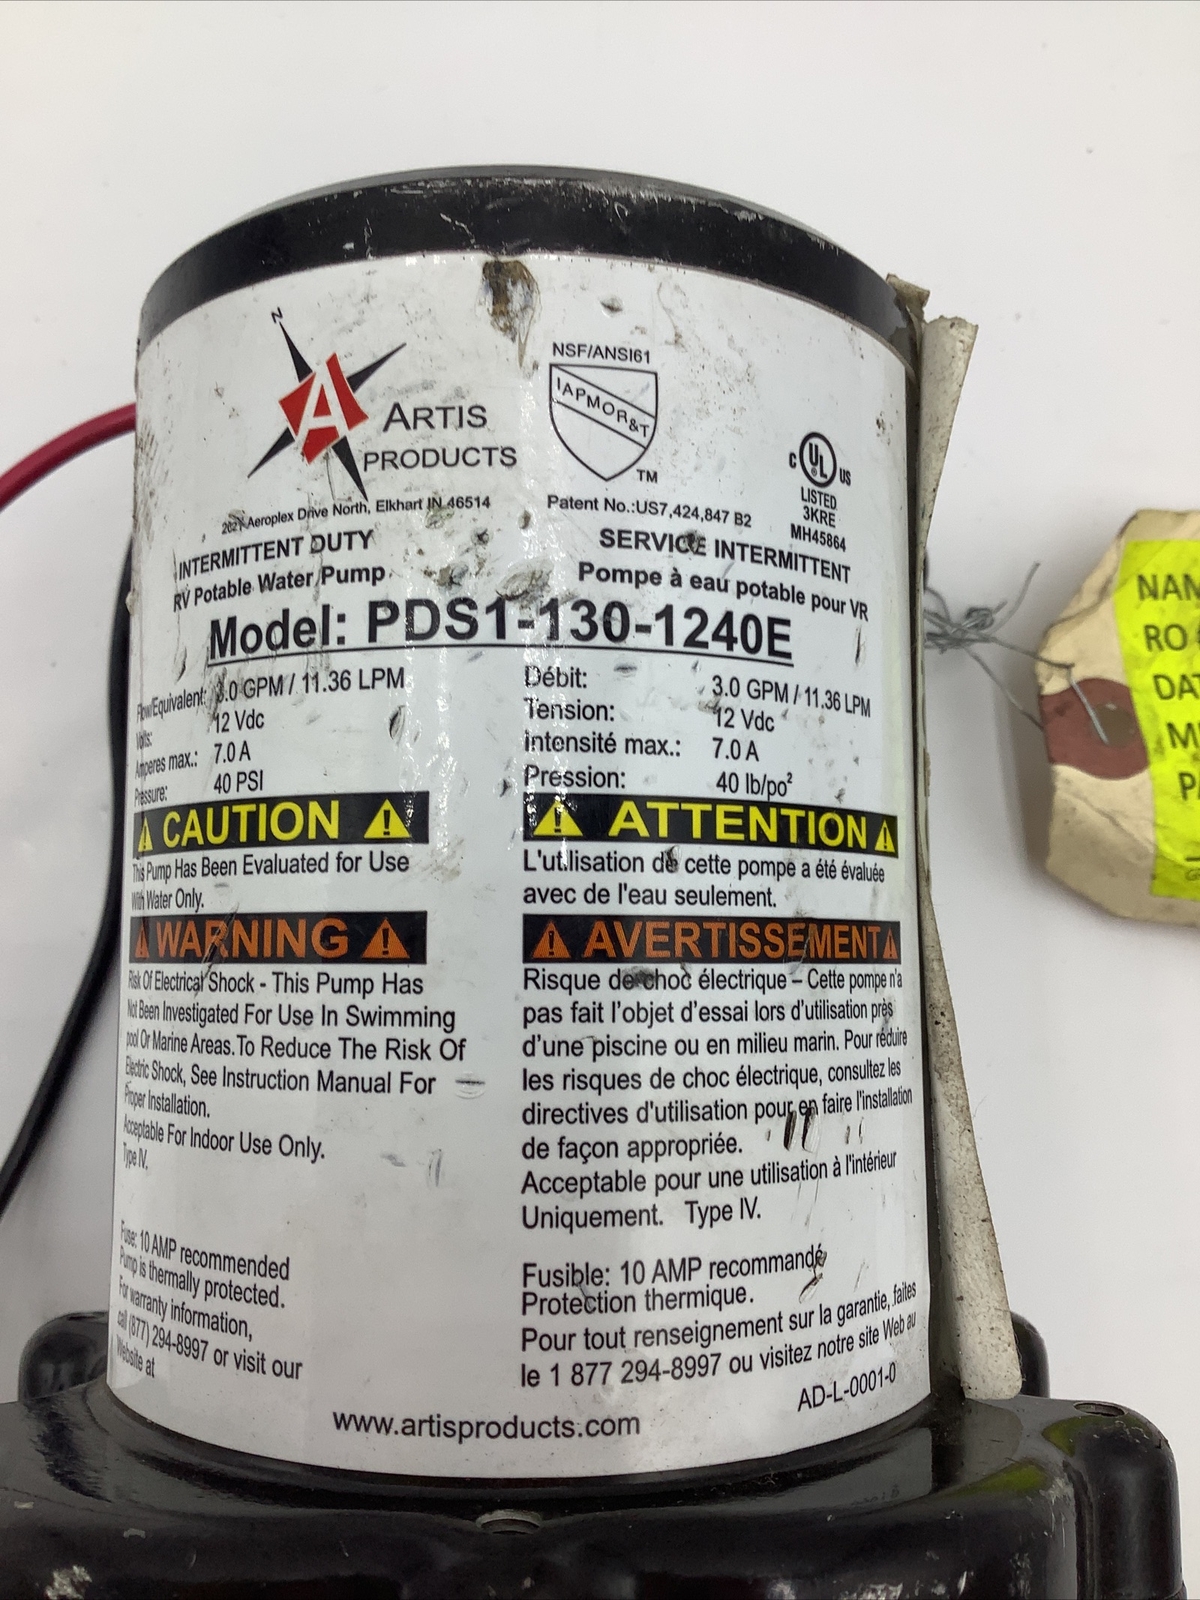 N
A
ARTIS
PRODUCTS
NSF/ANSI61
IAPMOR&T
TM
C UL US
LISTED
3KRE
MH45864
Aeroplex Drive North, Elkhart IN 46514
Patent No.:US7,424,847 B2
INTERMITTENT DUTY
RV Potable Water Pump
SERVICE INTERMITTENT
Pompe à eau potable pour VR
Model: PDS1-130-1240E
Flow/Equivalent: 3.0 GPM / 11.36 LPM
Volts: 12 Vdc
Amperes max.: 7.0 A
Pressure: 40 PSI
Débit: 3.0 GPM / 11.36 LPM
Tension: 12 Vdc
Intensité max.: 7.0 A
Pression: 40 lb/po²
CAUTION
This Pump Has Been Evaluated for Use
With Water Only.
WARNING
Risk Of Electrical Shock - This Pump Has
Not Been Investigated For Use In Swimming
pool Or Marine Areas. To Reduce The Risk Of
Electric Shock, See Instruction Manual For
Proper Installation.
Acceptable For Indoor Use Only.
Type IV.
Fuse: 10 AMP recommended
Pump is thermally protected.
For warranty information,
call (877) 294-8997 or visit our
Website at
ATTENTION
L'utilisation de cette pompe a été évaluée
avec de l'eau seulement.
AVERTISSEMENT
Risque de choc électrique – Cette pompe n'a
pas fait l'objet d'essai lors d'utilisation près
d'une piscine ou en milieu marin. Pour réduire
les risques de choc électrique, consultez les
directives d'utilisation pour en faire l'installation
de façon appropriée.
Acceptable pour une utilisation à l'intérieur
Uniquement. Type IV.
Fusible: 10 AMP recommandé
Protection thermique.
Pour tout renseignement sur la garantie, faites
le 1 877 294-8997 ou visitez notre site Web au
AD-L-0001-0
www.artisproducts.com
NAM
RO
DAT
M
PA